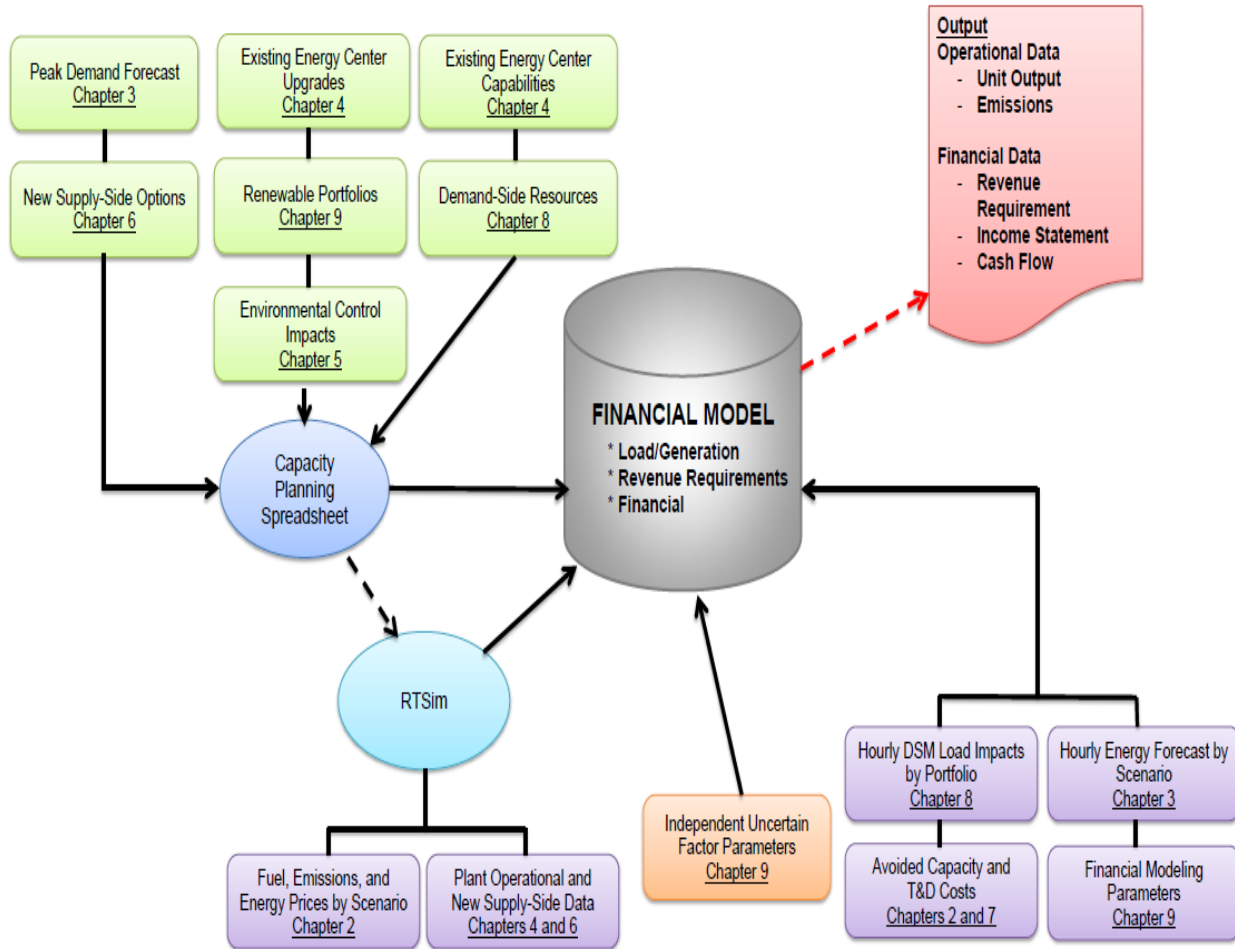 Peak Demand Forecast
Chapter 3
Existing Energy Center
Upgrades
Chapter 4
Existing Energy Center
Capabilities
Chapter 4
New Supply-Side Options
Chapter 6
Renewable Portfolios
Chapter 9
Demand-Side Resources
Chapter 8
Environmental Control
Impacts
Chapter 5
Output
Operational Data
- Unit Output
- Emissions
Financial Data
- Revenue
Requirement
- Income Statement
- Cash Flow
Capacity
Planning
Spreadsheet
FINANCIAL MODEL
* Load/Generation
* Revenue Requirements
* Financial
RTSim
Fuel, Emissions, and
Energy Prices by Scenario
Chapter 2
Plant Operational and
New Supply-Side Data
Chapters 4 and 6
Independent Uncertain
Factor Parameters
Chapter 9
Hourly DSM Load Impacts
by Portfolio
Chapter 8
Hourly Energy Forecast by
Scenario
Chapter 3
Avoided Capacity and
T&D Costs
Chapters 2 and 7
Financial Modeling
Parameters
Chapter 9